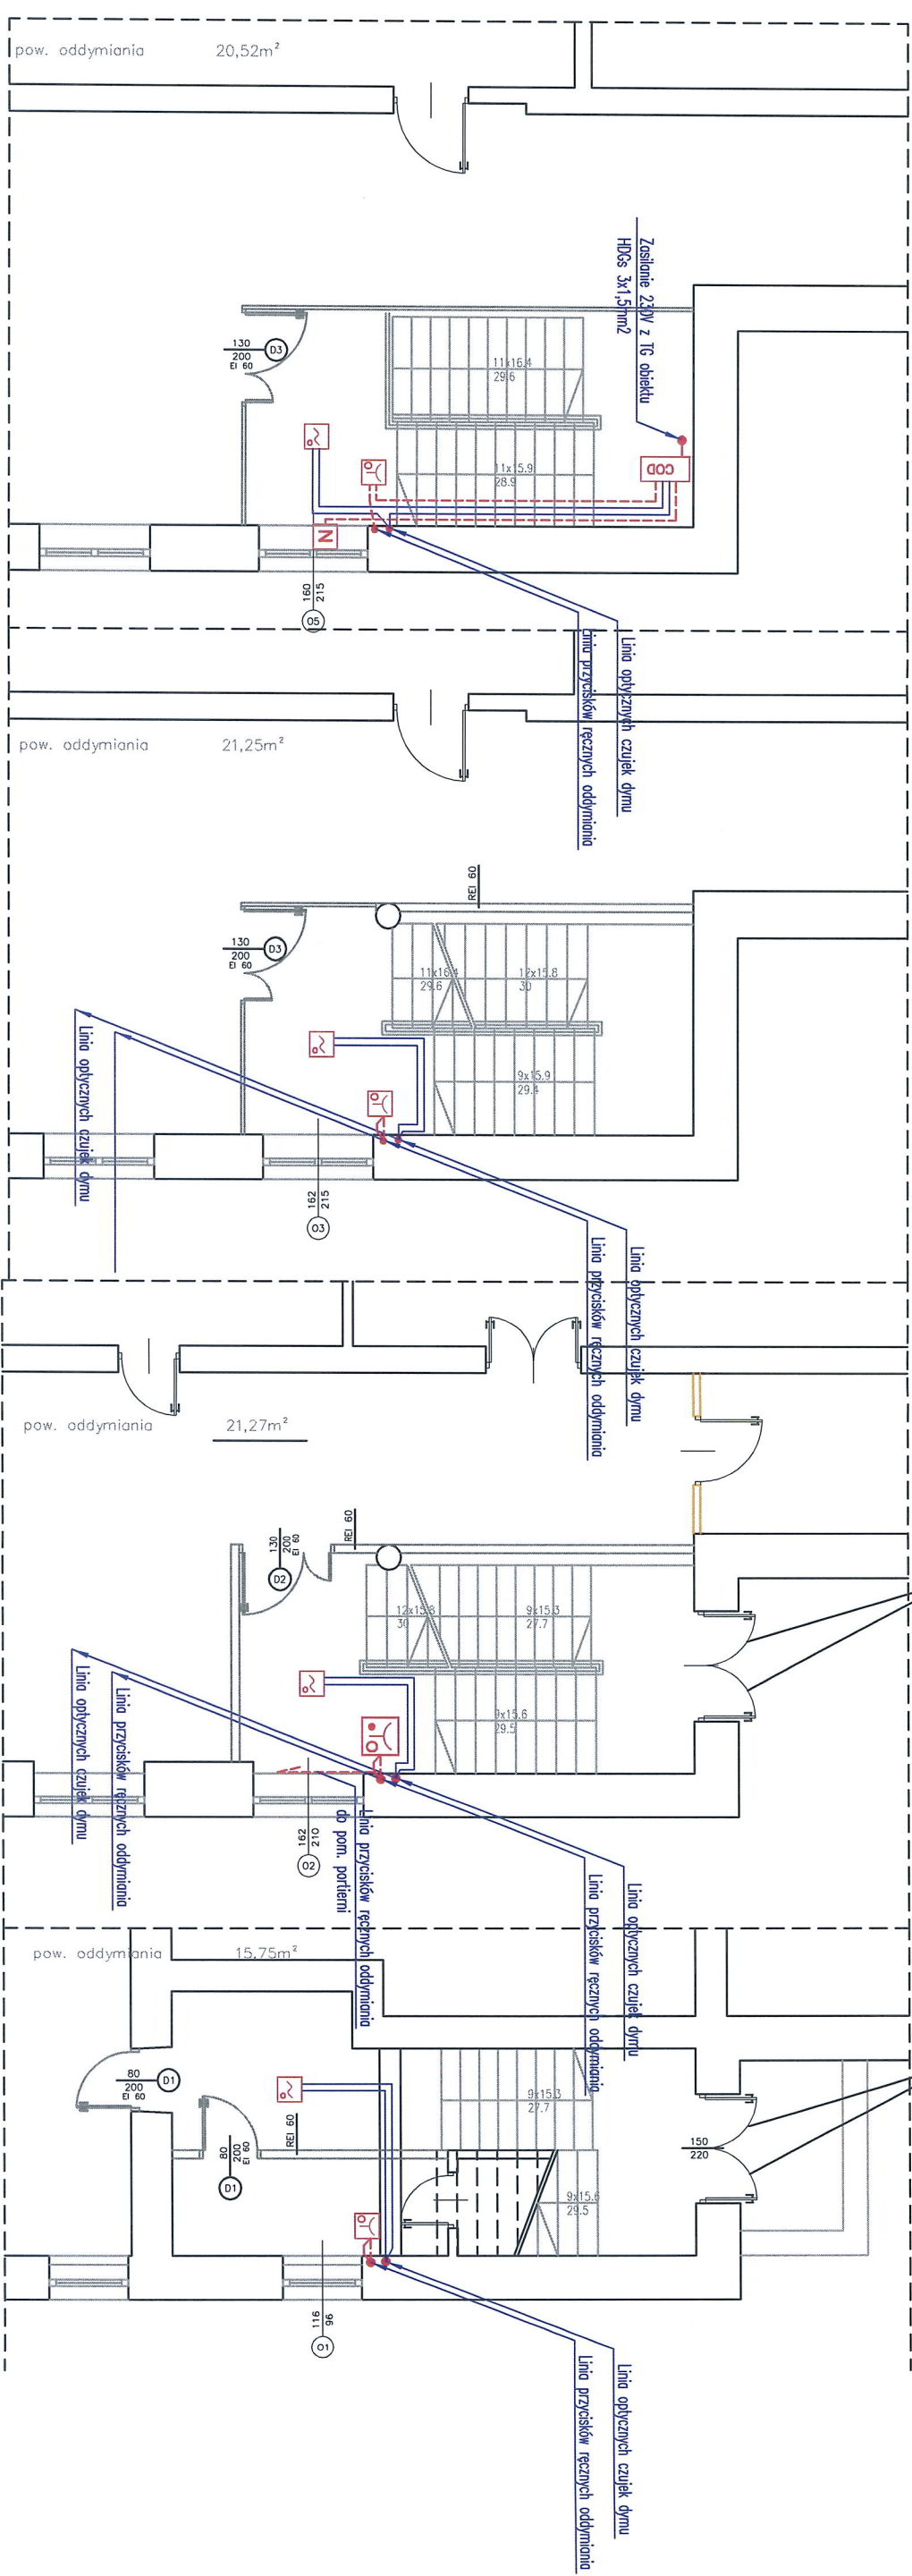 pow. oddymiania 20,52m²
Zasilanie 230V z TG obiektu
HDGs 3x1,5mm2
130
200
EI 60
D3
11x16.4
29.6
11x15.9
28.9
COD
N
160
215
O5
Linia optycznych czujek dymu
Linia przycisków ręcznych oddymiania
pow. oddymiania 21,25m²
REI 60
130
200
EI 60
D3
11x16.4
29.6
12x15.8
30
9x15.9
29.4
Linia optycznych czujek dymu
162
215
O3
Linia optycznych czujek dymu
Linia przycisków ręcznych oddymiania
pow. oddymiania 21,27m²
REI 60
130
200
EI 60
D2
12x15.8
30
9x15.3
27.7
9x15.6
29.5
Linia optycznych czujek dymu
Linia przycisków ręcznych oddymiania
162
210
O2
Linia przycisków ręcznych oddymiania
do pom. portierni
Linia optycznych czujek dymu
Linia przycisków ręcznych oddymiania
pow. oddymiania 15,75m²
80
200
EI 60
D1
REI 60
80
200
EI 60
D1
9x15.3
27.7
150
220
9x15.6
29.5
116
96
O1
Linia optycznych czujek dymu
Linia przycisków ręcznych oddymiania